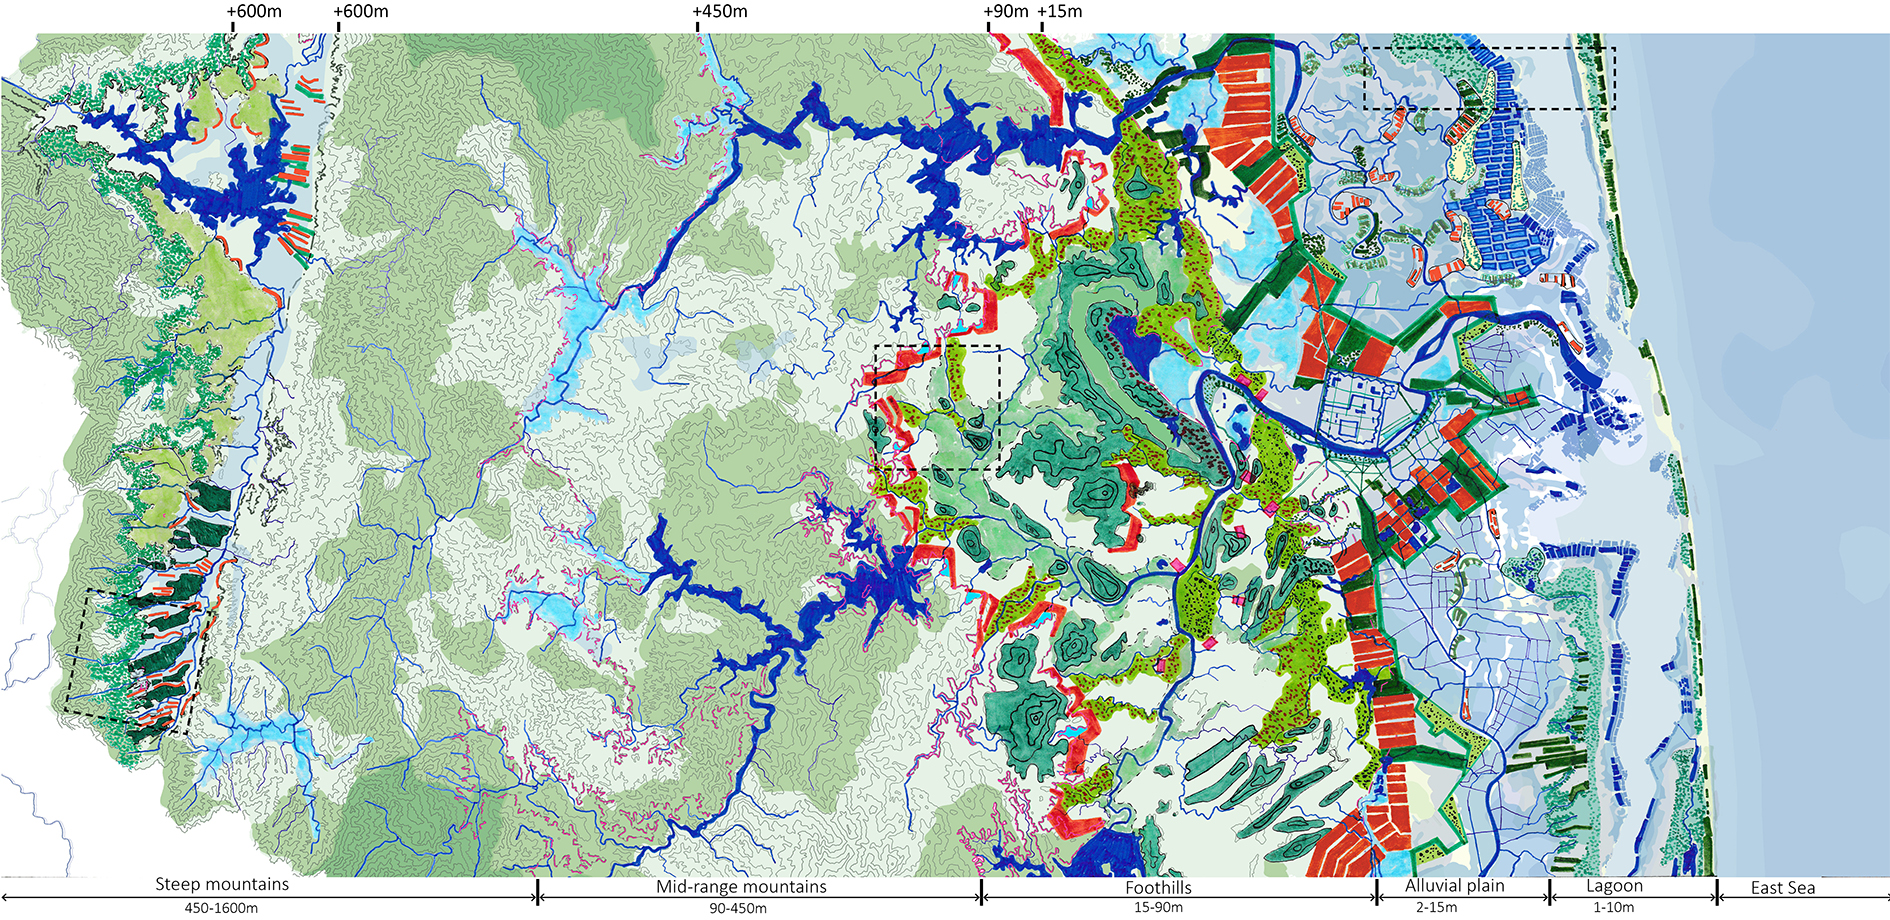 +600m +600m +450m +90m +15m
Steep mountains Mid-range mountains Foothills Alluvial plain Lagoon East Sea
450-1600m 90-450m 15-90m 2-15m 1-10m